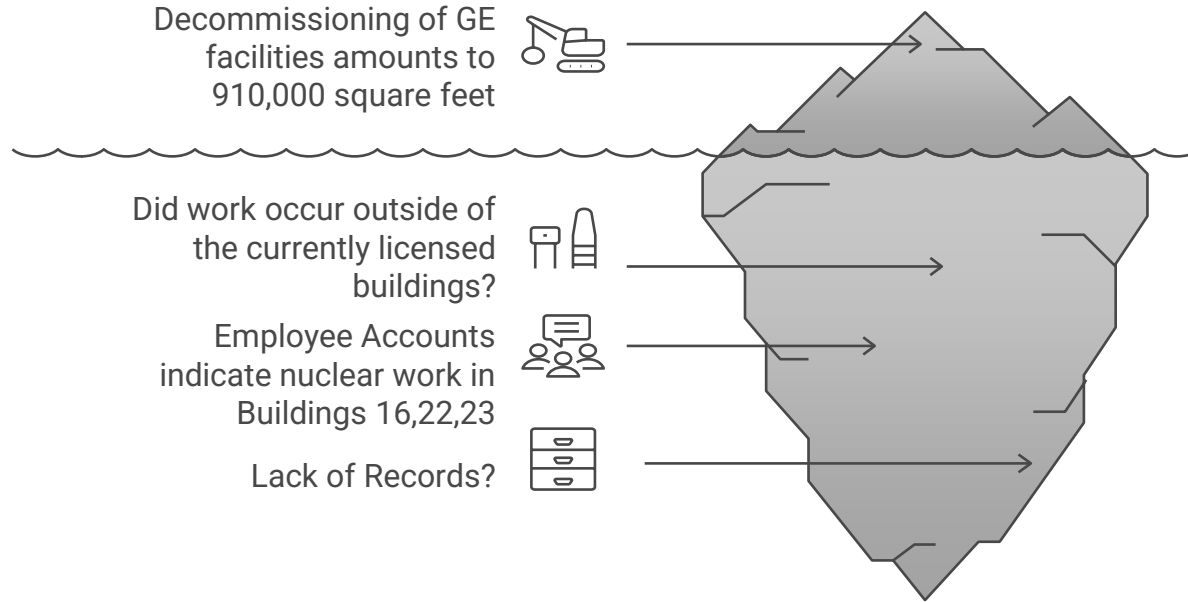 Decommissioning of GE
facilities amounts to
910,000 square feet
Did work occur outside of
the currently licensed
buildings?
Employee Accounts
indicate nuclear work in
Buildings 16,22,23
Lack of Records?